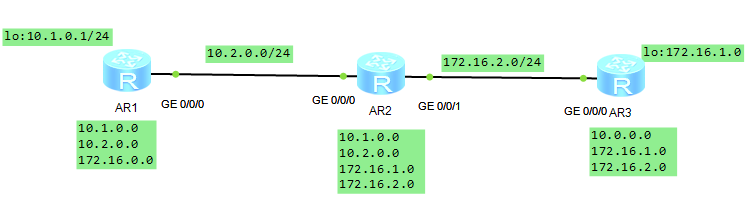 lo:10.1.0.1/24
10.2.0.0/24
172.16.2.0/24
lo:172.16.1.0
R
R
R
GE 0/0/0
GE 0/0/0
GE 0/0/1
GE 0/0/0
AR1
AR2
AR3
10.1.0.0
10.2.0.0
172.16.0.0
10.1.0.0
10.2.0.0
172.16.1.0
172.16.2.0
10.0.0.0
172.16.1.0
172.16.2.0